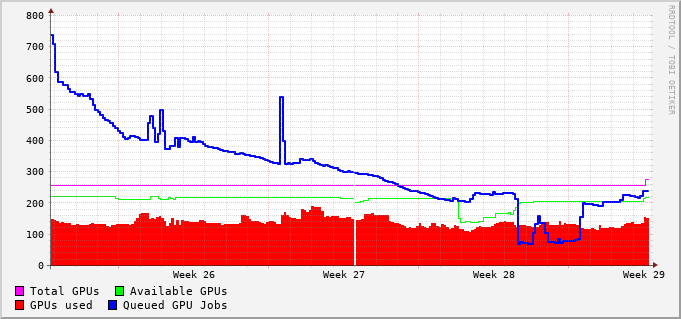 RRDTOOL / TOBI OETIKER
800
700
600
500
400
300
200
100
0
Week 26 Week 27 Week 28 Week 29
Total GPUs Available GPUs
GPUs used Queued GPU Jobs